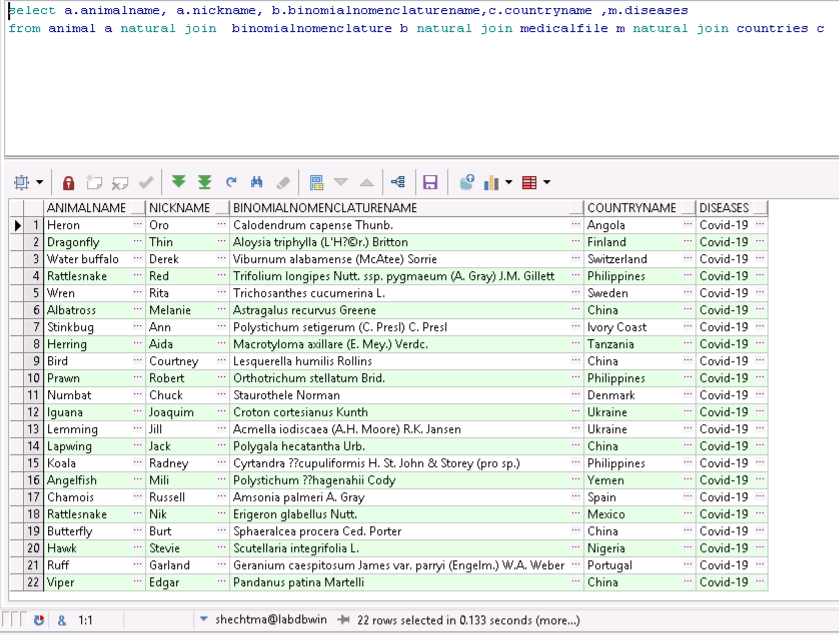 select a.animalname, a.nickname, b.binomialnomenclaturename,c.countryname ,m.diseases
from animal a natural join  binomialnomenclature b natural join medicalfile m natural join countries c
ANIMALNAME NICKNAME BINOMIALNOMENCLATURENAME COUNTRYNAME DISEASES
1 Heron ... Oro ... Calodendrum capense Thunb. ... Angola ... Covid-19 ...
2 Dragonfly ... Thin ... Aloysia triphylla (L'H?©r.) Britton ... Finland ... Covid-19 ...
3 Water buffalo ... Derek ... Viburnum alabamense (McAtee) Sorrie ... Switzerland ... Covid-19 ...
4 Rattlesnake ... Red ... Trifolium longipes Nutt. ssp. pygmaeum (A. Gray) J.M. Gillett ... Philippines ... Covid-19 ...
5 Wren ... Rita ... Trichosanthes cucumerina L. ... Sweden ... Covid-19 ...
6 Albatross ... Melanie ... Astragalus recurvus Greene ... China ... Covid-19 ...
7 Stinkbug ... Ann ... Polystichum setigerum (C. Presl) C. Presl ... Ivory Coast ... Covid-19 ...
8 Herring ... Aida ... Macrotyloma axillare (E. Mey.) Verdc. ... Tanzania ... Covid-19 ...
9 Bird ... Courtney ... Lesquerella humilis Rollins ... China ... Covid-19 ...
10 Prawn ... Robert ... Orthotrichum stellatum Brid. ... Philippines ... Covid-19 ...
11 Numbat ... Chuck ... Staurothele Norman ... Denmark ... Covid-19 ...
12 Iguana ... Joaquim ... Croton cortesianus Kunth ... Ukraine ... Covid-19 ...
13 Lemming ... Jill ... Acmella iodiscaea (A.H. Moore) R.K. Jansen ... Ukraine ... Covid-19 ...
14 Lapwing ... Jack ... Polygala hecatantha Urb. ... China ... Covid-19 ...
15 Koala ... Radney ... Cyrtandra ??cupuliformis H. St. John & Storey (pro sp.) ... Philippines ... Covid-19 ...
16 Angelfish ... Mili ... Polystichum ??hagenahii Cody ... Yemen ... Covid-19 ...
17 Chamois ... Russell ... Amsonia palmeri A. Gray ... Spain ... Covid-19 ...
18 Rattlesnake ... Nik ... Erigeron glabellus Nutt. ... Mexico ... Covid-19 ...
19 Butterfly ... Burt ... Sphaeralcea procera Ced. Porter ... China ... Covid-19 ...
20 Hawk ... Stevie ... Scutellaria integrifolia L. ... Nigeria ... Covid-19 ...
21 Ruff ... Garland ... Geranium caespitosum James var. parryi (Engelm.) W.A. Weber ... Portugal ... Covid-19 ...
22 Viper ... Edgar ... Pandanus patina Martelli ... China ... Covid-19 ...
& 1:1 shechtma@labdbwin 22 rows selected in 0.133 seconds (more...)